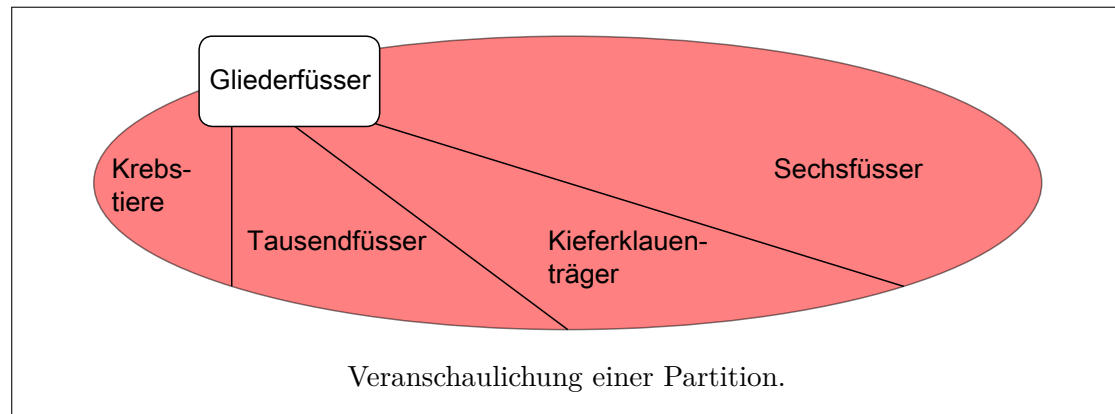 Gliederfüsser
Krebs-
tiere
Tausendfüsser
Kieferklauen-
träger
Sechsfüsser
Veranschaulichung einer Partition.